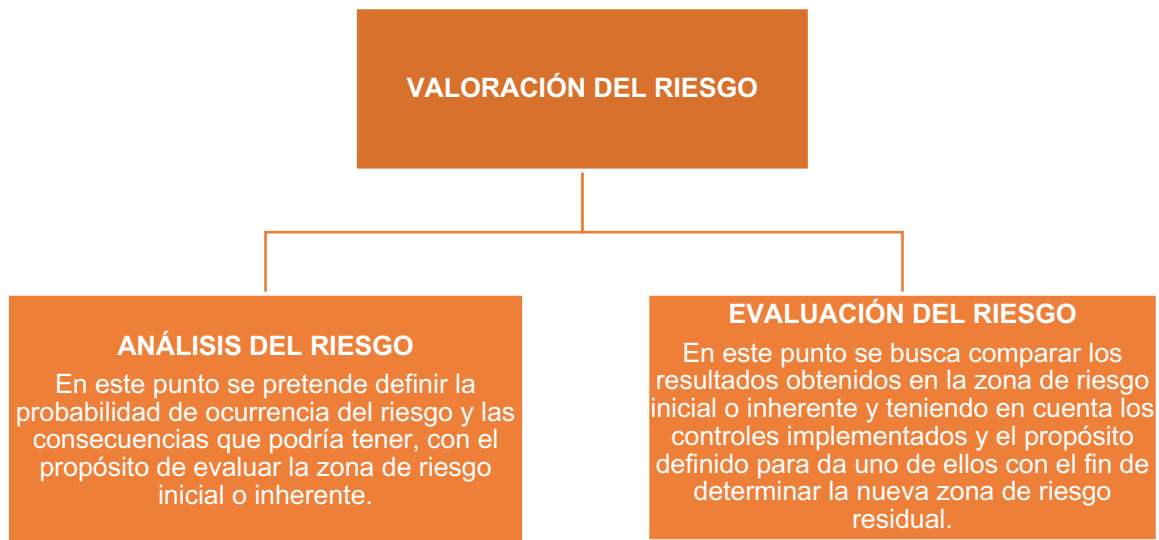 VALORACIÓN DEL RIESGO
ANÁLISIS DEL RIESGO
En este punto se pretende definir la
probabilidad de ocurrencia del riesgo y las
consecuencias que podría tener, con el
propósito de evaluar la zona de riesgo
inicial o inherente.
EVALUACIÓN DEL RIESGO
En este punto se busca comparar los
resultados obtenidos en la zona de riesgo
inicial o inherente y teniendo en cuenta los
controles implementados y el propósito
definido para da uno de ellos con el fin de
determinar la nueva zona de riesgo
residual.